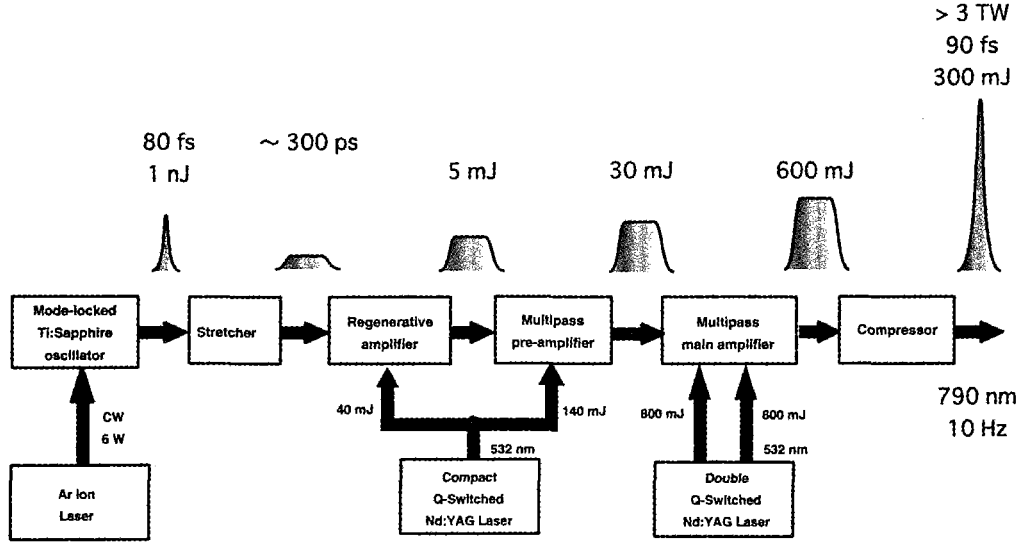 > 3 TW
90 fs
300 mJ
80 fs
1 nJ
~ 300 ps
5 mJ
30 mJ
600 mJ
Mode-locked
Ti:Sapphire
oscillator
Stretcher
Regenerative
amplifier
Multipass
pre-amplifier
Multipass
main amplifier
Compressor
CW
6 W
40 mJ
140 mJ
532 nm
800 mJ
800 mJ
532 nm
790 nm
10 Hz
Ar ion
Laser
Compact
Q-Switched
Nd:YAG Laser
Double
Q-Switched
Nd:YAG Laser